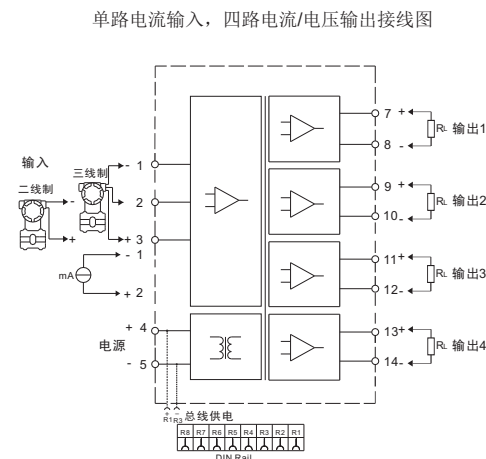 单路电流输入，四路电流/电压输出接线图
输入
二线制
三线制
- +
- 1
2
+ 3
mA
- 1
+ 2
电源
+ 4
- 5
+ -
R1 R3
总线供电
R8 R7 R6 R5 R4 R3 R2 R1
DIN Rail
7 +
8 -
RL 输出1
9 +
10 -
RL 输出2
11 +
12 -
RL 输出3
13 +
14 -
RL 输出4